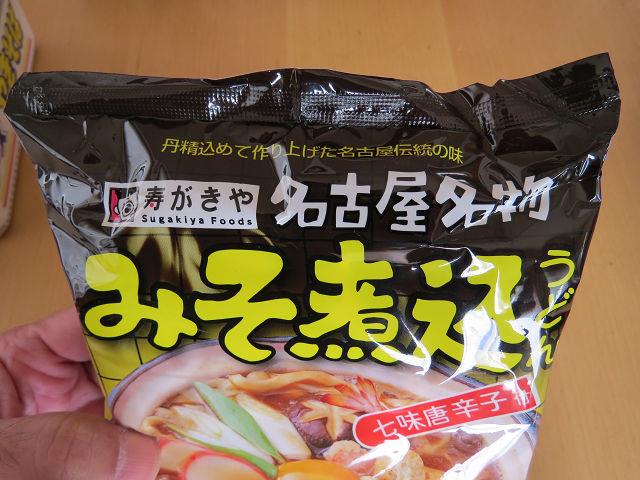 丹精込めて作り上げた名古屋伝統の味
寿がきや
Sugakiya Foods
名古屋名物
みそ煮込
うどん
七味唐辛子付